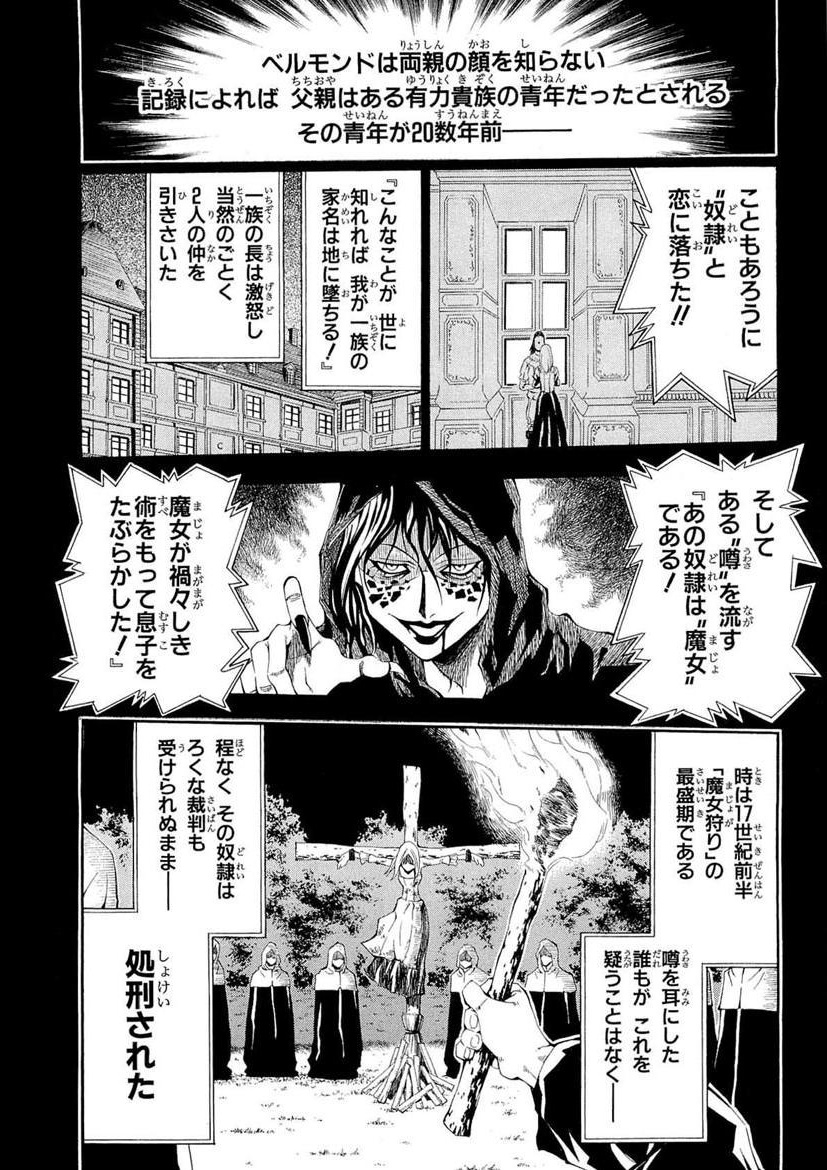 ベルモンドは両親の顔を知らない
記録によれば 父親はある有力貴族の青年だったとされる
その青年が20数年前───
こともあろうに
“奴隷”と
恋に落ちた!!
『こんなことが 世に
知れれば 我が一族の
家名は地に墜ちる!』
一族の長は激怒し
当然のごとく
2人の仲を
引きさいた
そして
ある“噂”を流す
『あの奴隷は“魔女”
である!
魔女が禍々しき
術をもって息子を
たぶらかした!』
時は17世紀前半
「魔女狩り」の
最盛期である
噂を耳にした
誰もが これを
疑うことはなく──
程なく その奴隷は
ろくな裁判も
受けられぬまま──
処刑された